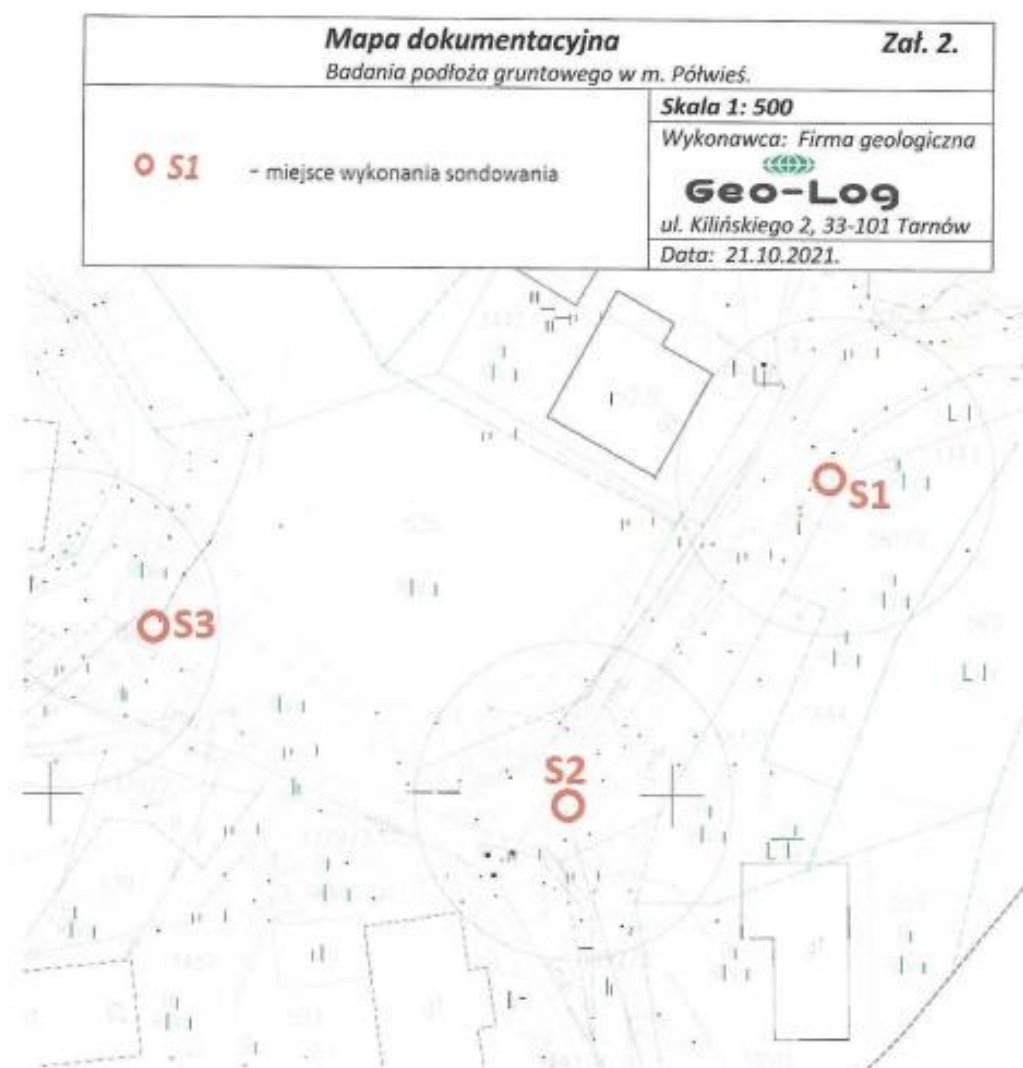 Mapa dokumentacyjna
Zał. 2.
Badania podłoża gruntowego w m. Półwieś.
S1 - miejsce wykonania sondowania
Skala 1: 500
Wykonawca: Firma geologiczna
Geo-Log
ul. Kilińskiego 2, 33-101 Tarnów
Data: 21.10.2021.
S1
S3
S2